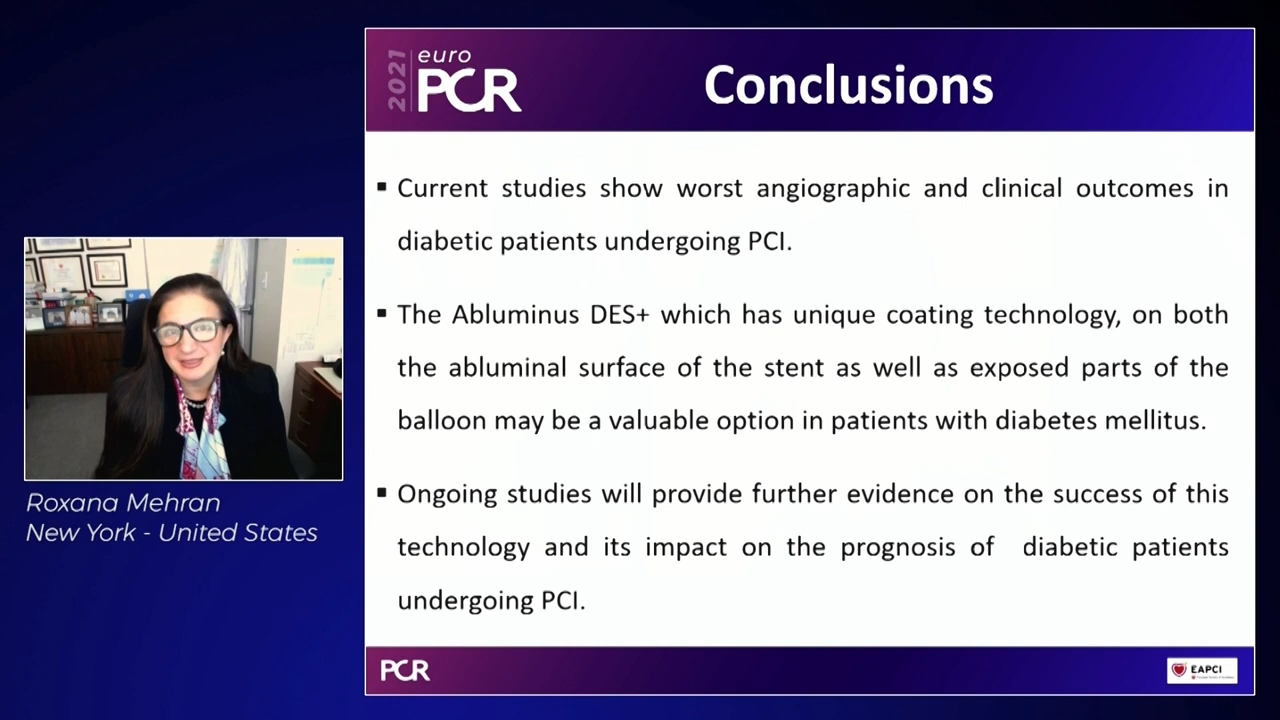 2021
euro
PCR
Conclusions
▪ Current studies show worst angiographic and clinical outcomes in
diabetic patients undergoing PCI.
▪ The Abluminus DES+ which has unique coating technology, on both
the abluminal surface of the stent as well as exposed parts of the
balloon may be a valuable option in patients with diabetes mellitus.
▪ Ongoing studies will provide further evidence on the success of this
technology and its impact on the prognosis of diabetic patients
undergoing PCI.
Roxana Mehran
New York - United States
PCR
EAPCI